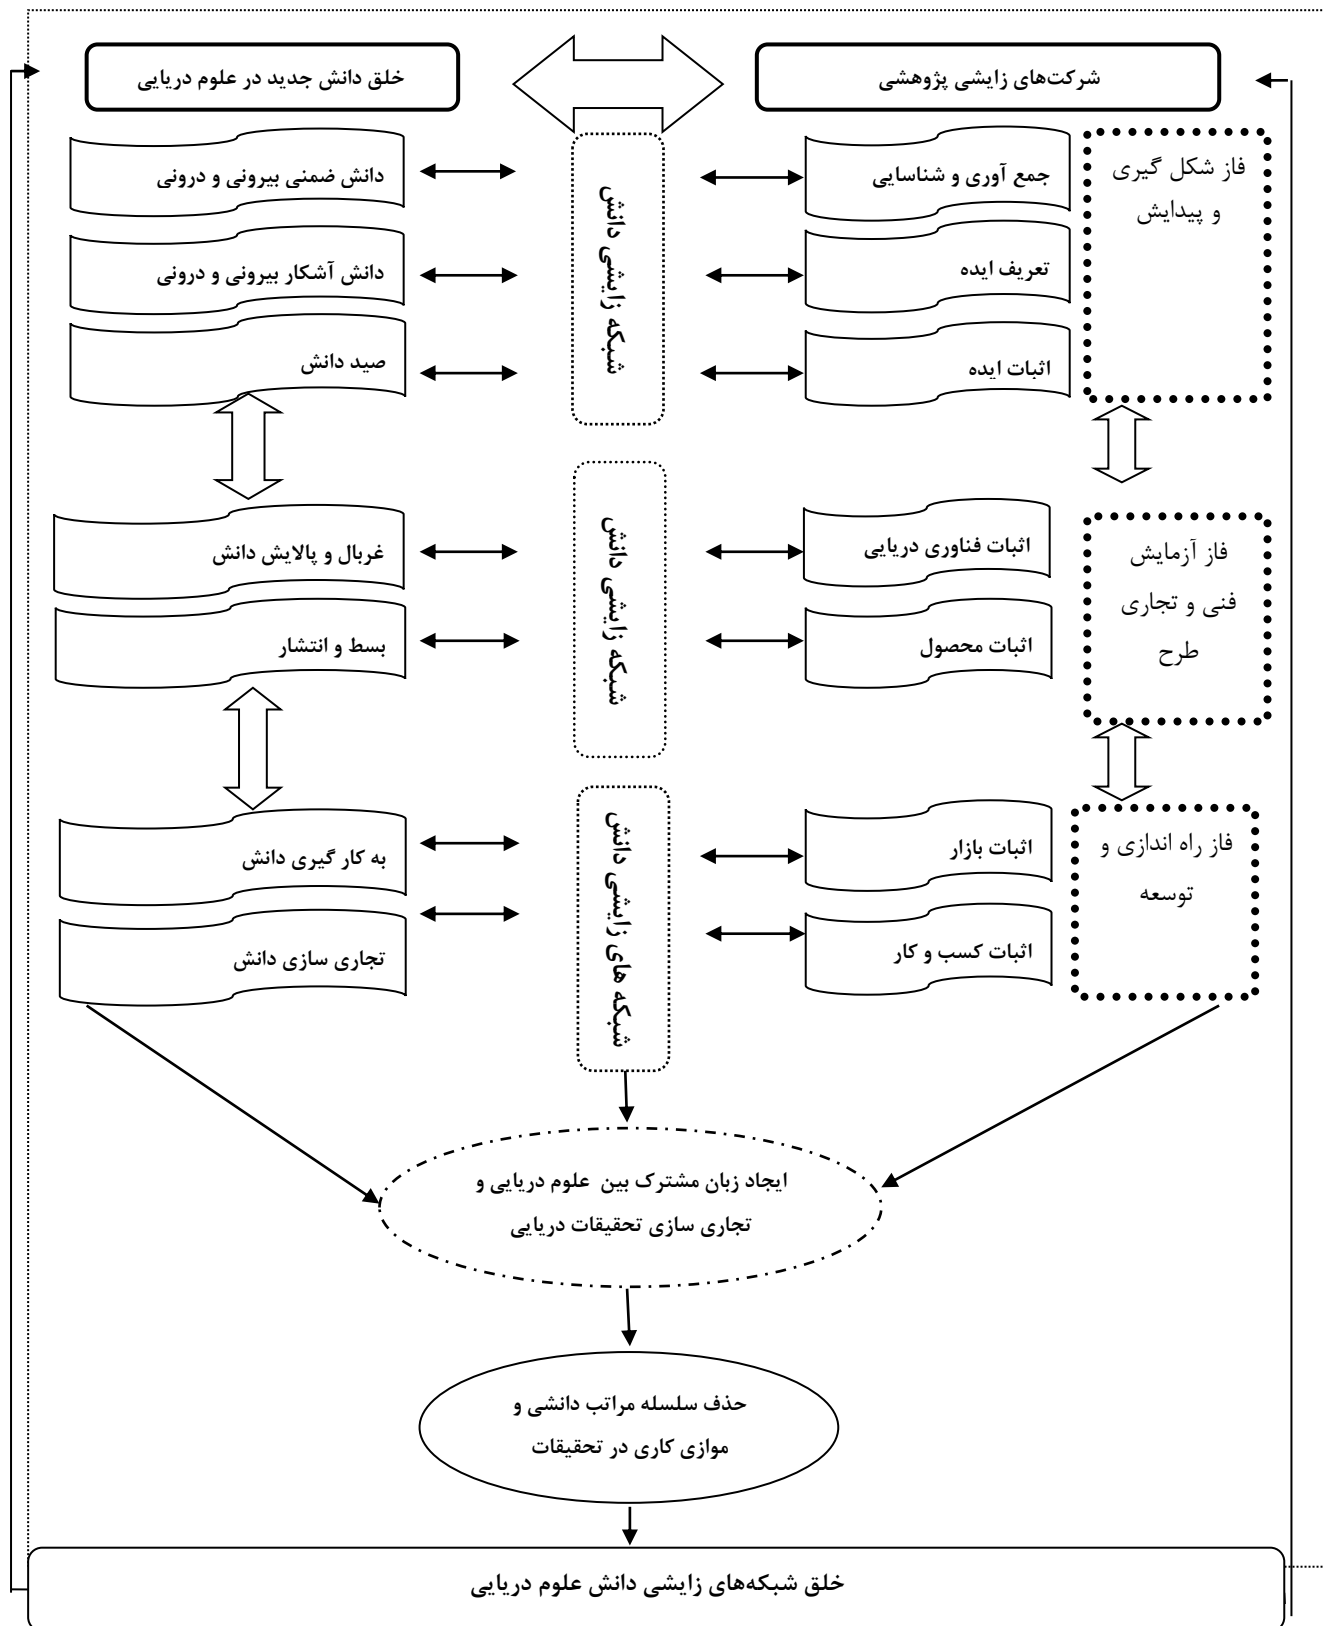 شرکت‌های زایشی پژوهشی
خلق دانش جدید در علوم دریایی
فاز شکل گیری
و پیدایش
جمع آوری و شناسایی
تعریف ایده
اثبات ایده
شبکه زایشی دانش
دانش ضمنی بیرونی و درونی
دانش آشکار بیرونی و درونی
صید دانش
فاز آزمایش
فنی و تجاری
طرح
اثبات فناوری دریایی
اثبات محصول
شبکه زایشی دانش
غربال و پالایش دانش
بسط و انتشار
فاز راه اندازی و
توسعه
اثبات بازار
اثبات کسب و کار
شبکه های زایشی دانش
به کار گیری دانش
تجاری سازی دانش
ایجاد زبان مشترک بین علوم دریایی و
تجاری سازی تحقیقات دریایی
حذف سلسله مراتب دانشی و
موازی کاری در تحقیقات
خلق شبکه‌های زایشی دانش علوم دریایی